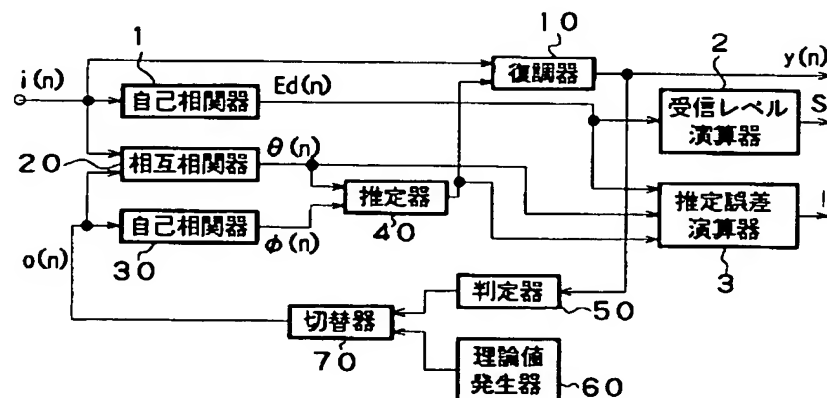 1
10
2
i(n)
Ed(n)
復調器
y(n)
自己相関器
受信レベル
演算器
S
θ(n)
20
相互相関器
推定器
40
推定誤差
演算器
3
自己相関器
30
ϕ(n)
o(n)
判定器
50
切替器
70
理論値
発生器
60